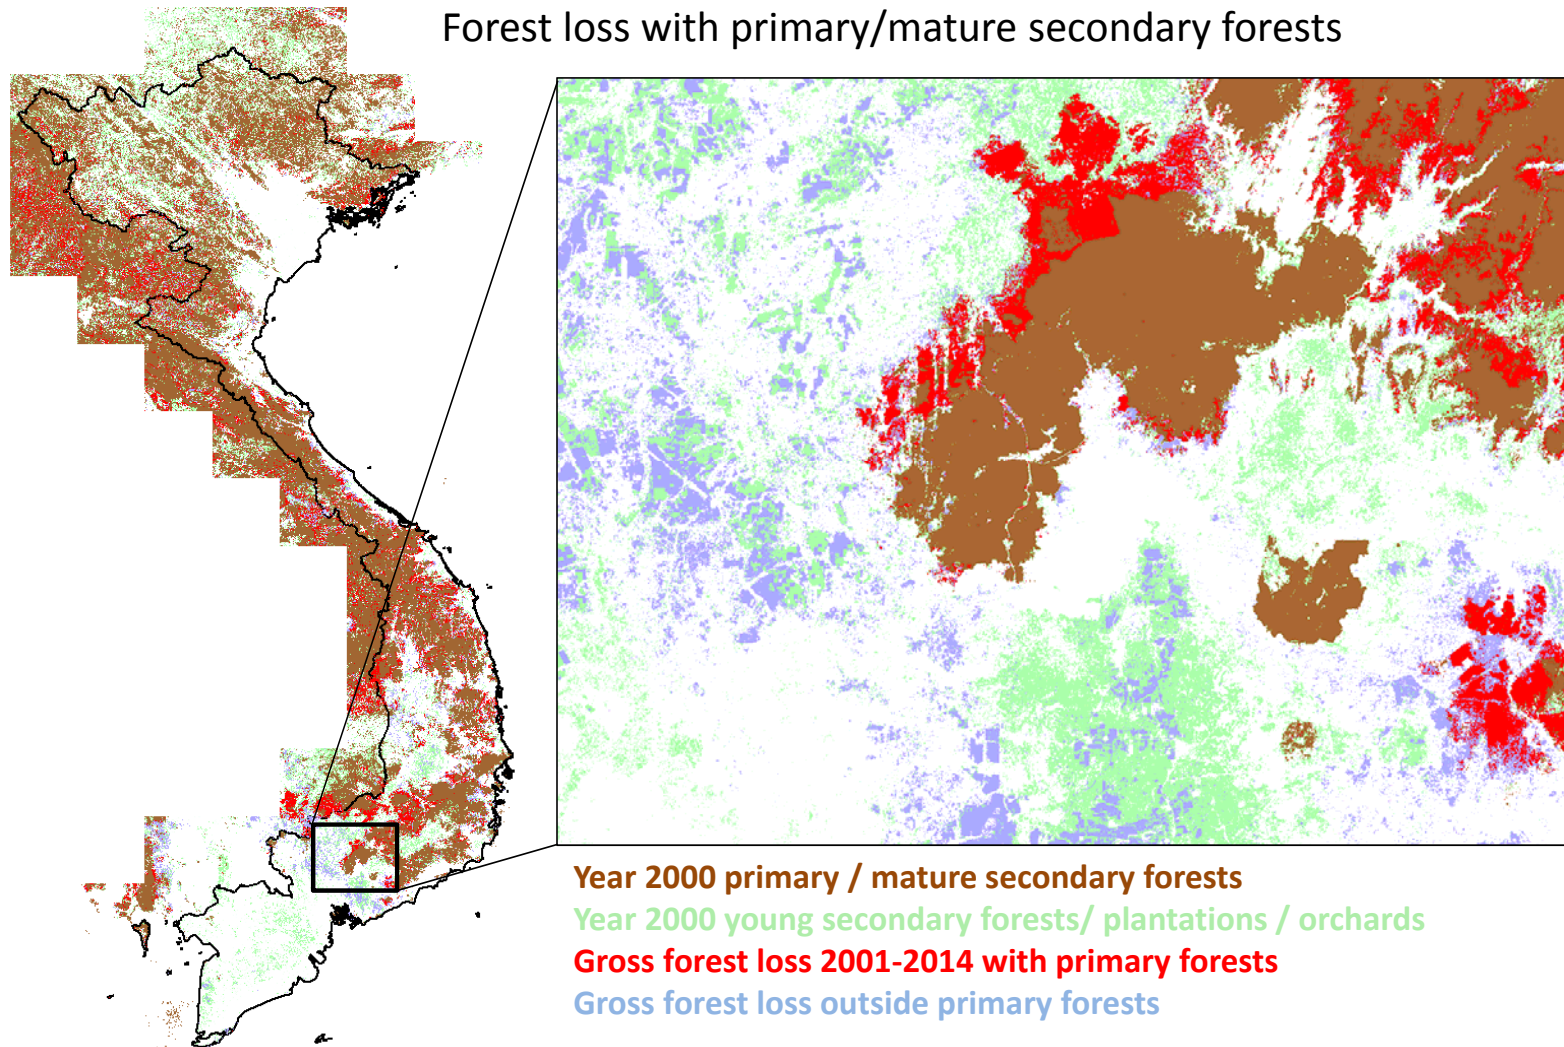 Forest loss with primary/mature secondary forests
Year 2000 primary / mature secondary forests
Year 2000 young secondary forests/ plantations / orchards
Gross forest loss 2001-2014 with primary forests
Gross forest loss outside primary forests